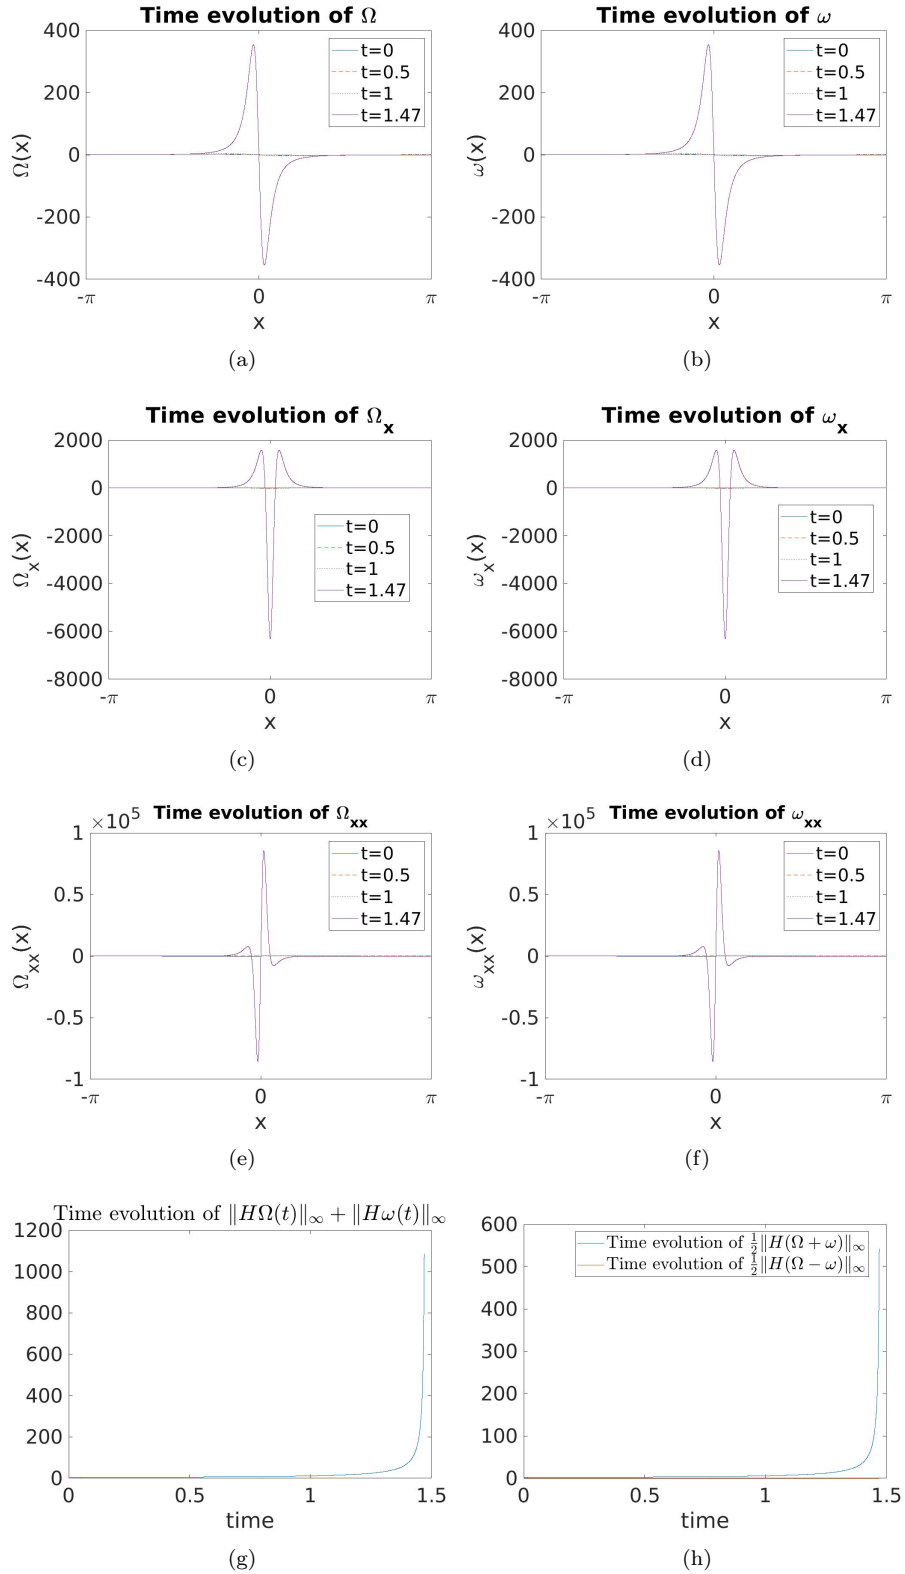 Time evolution of Ω
400
200
0
-200
-400
-π
0
π
x
Ω(x)
t=0
t=0.5
t=1
t=1.47
(a)
Time evolution of ω
400
200
0
-200
-400
-π
0
π
x
ω(x)
t=0
t=0.5
t=1
t=1.47
(b)
Time evolution of Ωx
2000
0
-2000
-4000
-6000
-8000
-π
0
π
x
Ωx(x)
t=0
t=0.5
t=1
t=1.47
(c)
Time evolution of ωx
2000
0
-2000
-4000
-6000
-8000
-π
0
π
x
ωx(x)
t=0
t=0.5
t=1
t=1.47
(d)
Time evolution of Ωxx
×10^5
1
0.5
0
-0.5
-1
-π
0
π
x
Ωxx(x)
t=0
t=0.5
t=1
t=1.47
(e)
Time evolution of ωxx
×10^5
1
0.5
0
-0.5
-1
-π
0
π
x
ωxx(x)
t=0
t=0.5
t=1
t=1.47
(f)
Time evolution of ‖HΩ(t)‖∞ + ‖Hω(t)‖∞
1200
1000
800
600
400
200
0
0
0.5
1
1.5
time
(g)
600
500
400
300
200
100
0
0
0.5
1
1.5
time
Time evolution of ½‖H(Ω + ω)‖∞
Time evolution of ½‖H(Ω − ω)‖∞
(h)